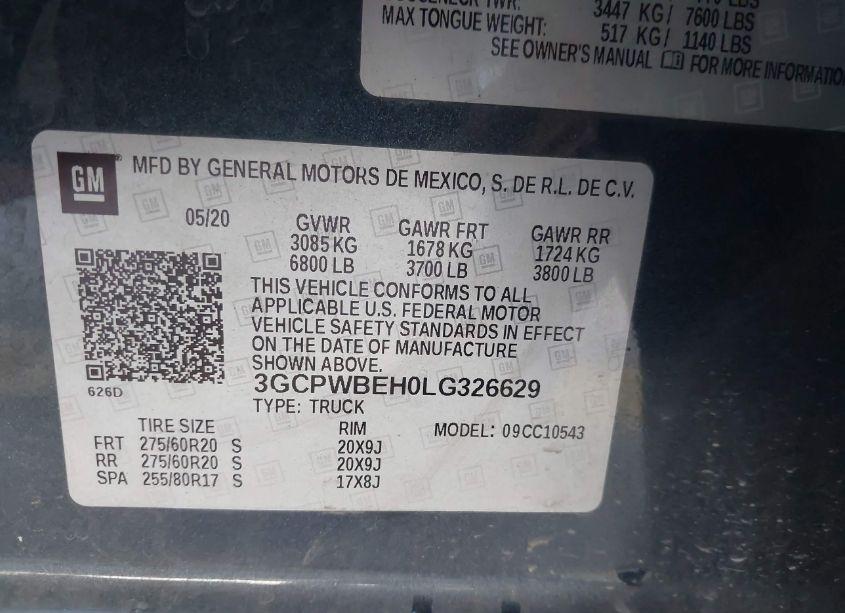 3447 KG / 7600 LBS
MAX TONGUE WEIGHT: 517 KG / 1140 LBS
SEE OWNER'S MANUAL FOR MORE INFORMATION
GM
MFD BY GENERAL MOTORS DE MEXICO, S. DE R.L. DE C.V.
05/20
GVWR GAWR FRT GAWR RR
3085 KG 1678 KG 1724 KG
6800 LB 3700 LB 3800 LB
THIS VEHICLE CONFORMS TO ALL
APPLICABLE U.S. FEDERAL MOTOR
VEHICLE SAFETY STANDARDS IN EFFECT
ON THE DATE OF MANUFACTURE
SHOWN ABOVE.
626D
3GCPWBEH0LG326629
TYPE: TRUCK
TIRE SIZE RIM MODEL: 09CC10543
FRT 275/60R20 S 20X9J
RR 275/60R20 S 20X9J
SPA 255/80R17 S 17X8J